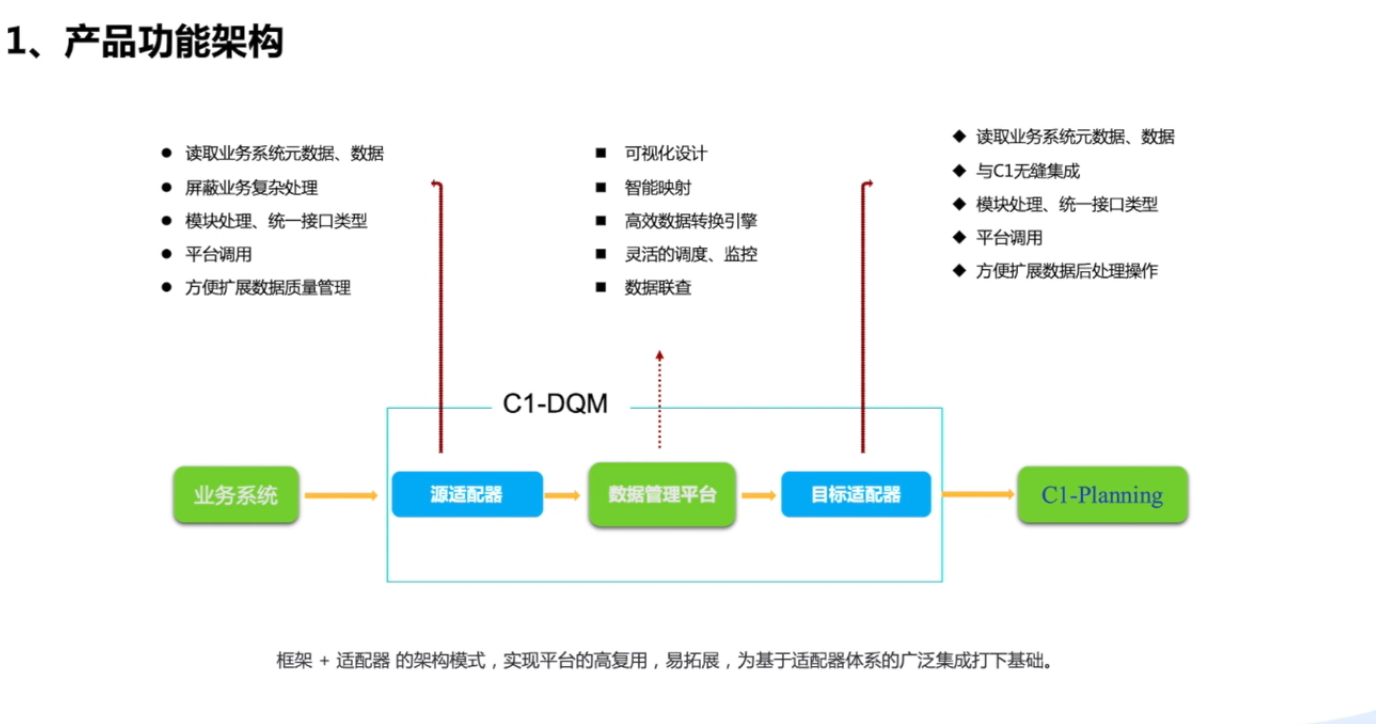 1、产品功能架构
● 读取业务系统元数据、数据
● 屏蔽业务复杂处理
● 模块处理、统一接口类型
● 平台调用
● 方便扩展数据质量管理
■ 可视化设计
■ 智能映射
■ 高效数据转换引擎
■ 灵活的调度、监控
■ 数据联查
◆ 读取业务系统元数据、数据
◆ 与C1无缝集成
◆ 模块处理、统一接口类型
◆ 平台调用
◆ 方便扩展数据后处理操作
C1-DQM
业务系统
源适配器
数据管理平台
目标适配器
C1-Planning
框架 + 适配器 的架构模式，实现平台的高复用，易拓展，为基于适配器体系的广泛集成打下基础。